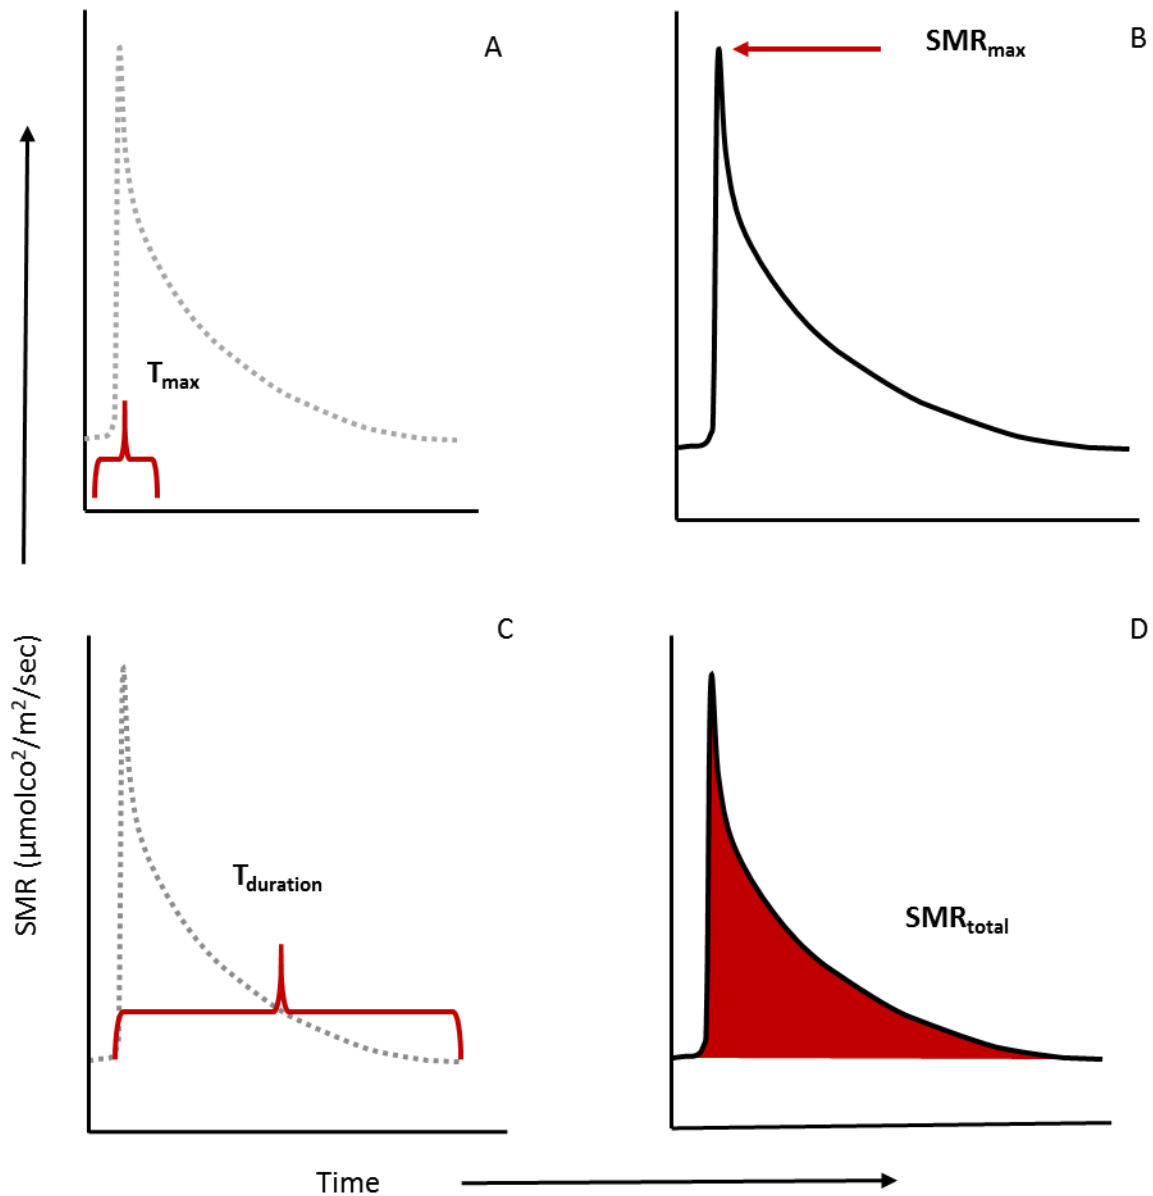 A
B
SMRmax
Tmax
C
D
SMR (μmolco²/m²/sec)
Tduration
SMRtotal
Time